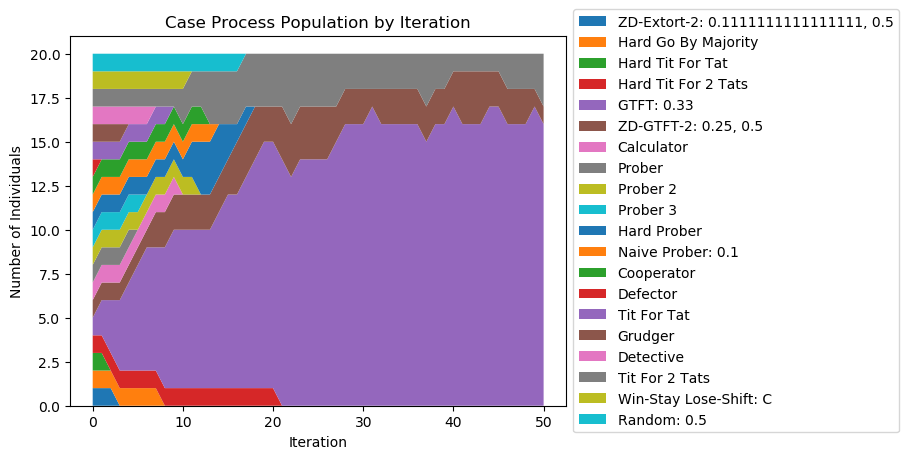 Case Process Population by Iteration
20.0
17.5
15.0
12.5
10.0
7.5
5.0
2.5
0.0
Number of Individuals
0 10 20 30 40 50
Iteration
ZD-Extort-2: 0.1111111111111111, 0.5
Hard Go By Majority
Hard Tit For Tat
Hard Tit For 2 Tats
GTFT: 0.33
ZD-GTFT-2: 0.25, 0.5
Calculator
Prober
Prober 2
Prober 3
Hard Prober
Naive Prober: 0.1
Cooperator
Defector
Tit For Tat
Grudger
Detective
Tit For 2 Tats
Win-Stay Lose-Shift: C
Random: 0.5